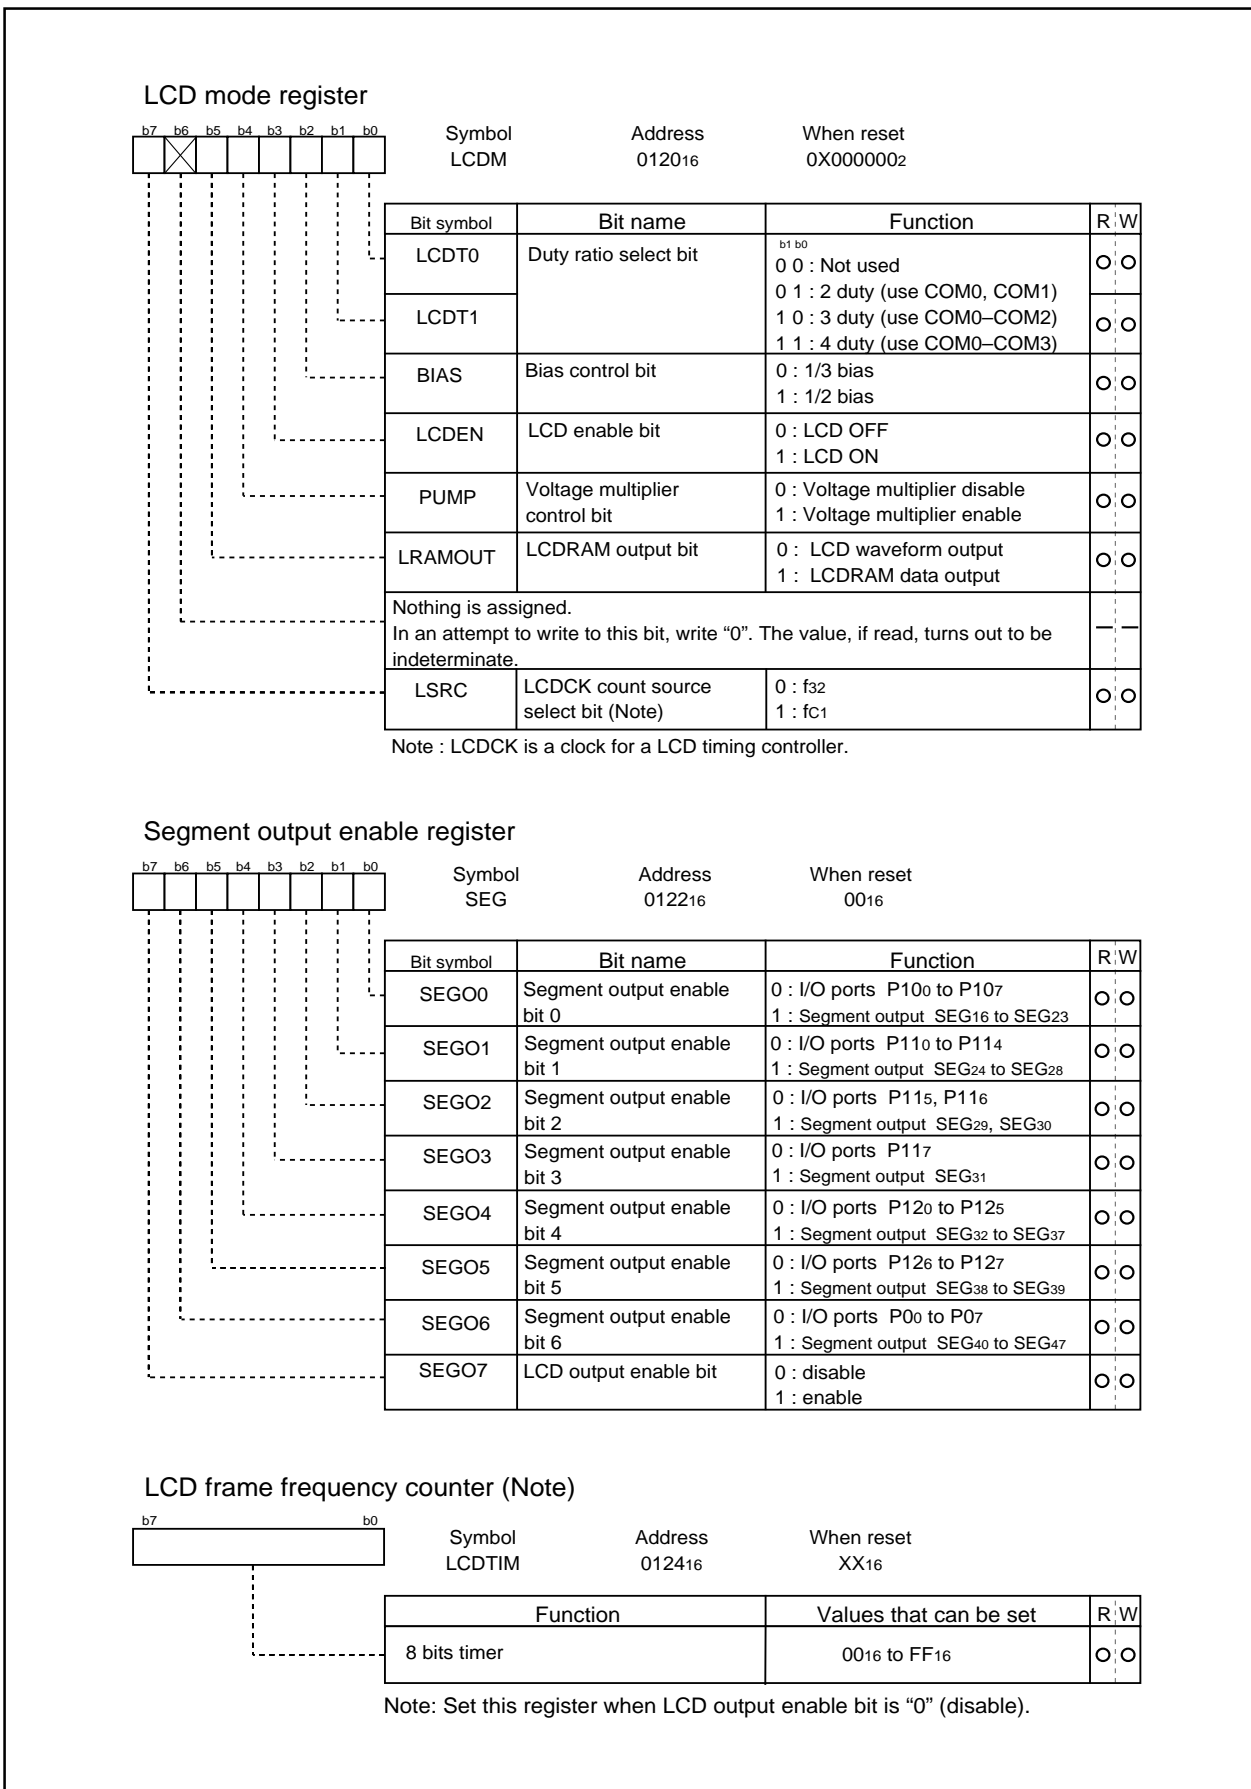 LCD mode register
b7 b6 b5 b4 b3 b2 b1 b0
Symbol Address When reset
LCDM 012016 0X0000002
Bit symbol Bit name Function R W
LCDT0 Duty ratio select bit b1 b0
0 0 : Not used
0 1 : 2 duty (use COM0, COM1)
LCDT1 1 0 : 3 duty (use COM0–COM2)
1 1 : 4 duty (use COM0–COM3)
BIAS Bias control bit 0 : 1/3 bias
1 : 1/2 bias
LCDEN LCD enable bit 0 : LCD OFF
1 : LCD ON
PUMP Voltage multiplier 0 : Voltage multiplier disable
control bit 1 : Voltage multiplier enable
LRAMOUT LCDRAM output bit 0 : LCD waveform output
1 : LCDRAM data output
Nothing is assigned.
In an attempt to write to this bit, write “0”. The value, if read, turns out to be
indeterminate.
LSRC LCDCK count source 0 : f32
select bit (Note) 1 : fC1
Note : LCDCK is a clock for a LCD timing controller.
Segment output enable register
b7 b6 b5 b4 b3 b2 b1 b0
Symbol Address When reset
SEG 012216 0016
Bit symbol Bit name Function R W
SEGO0 Segment output enable 0 : I/O ports P100 to P107
bit 0 1 : Segment output SEG16 to SEG23
SEGO1 Segment output enable 0 : I/O ports P110 to P114
bit 1 1 : Segment output SEG24 to SEG28
SEGO2 Segment output enable 0 : I/O ports P115, P116
bit 2 1 : Segment output SEG29, SEG30
SEGO3 Segment output enable 0 : I/O ports P117
bit 3 1 : Segment output SEG31
SEGO4 Segment output enable 0 : I/O ports P120 to P125
bit 4 1 : Segment output SEG32 to SEG37
SEGO5 Segment output enable 0 : I/O ports P126 to P127
bit 5 1 : Segment output SEG38 to SEG39
SEGO6 Segment output enable 0 : I/O ports P00 to P07
bit 6 1 : Segment output SEG40 to SEG47
SEGO7 LCD output enable bit 0 : disable
1 : enable
LCD frame frequency counter (Note)
b7 b0
Symbol Address When reset
LCDTIM 012416 XX16
Function Values that can be set R W
8 bits timer 0016 to FF16
Note: Set this register when LCD output enable bit is “0” (disable).